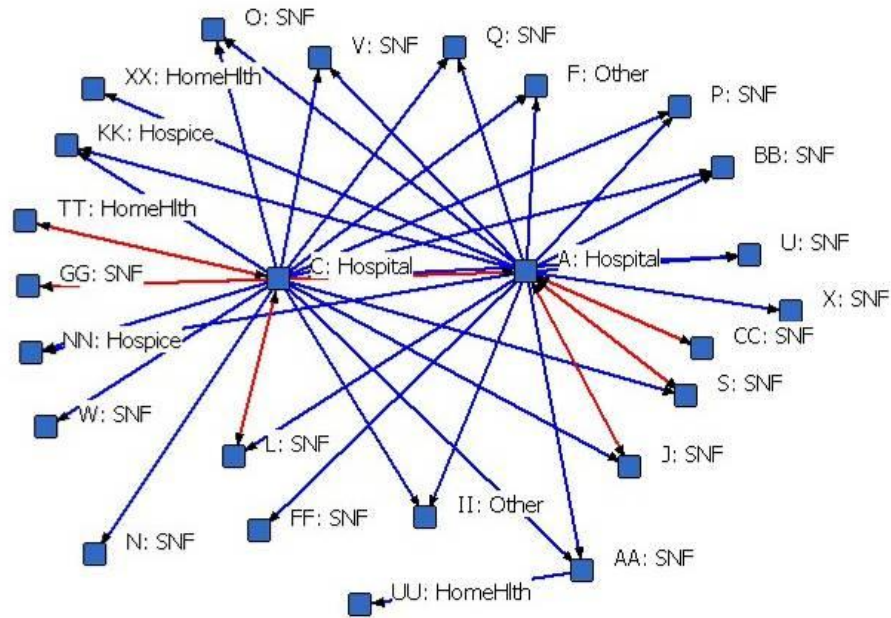 O: SNF
V: SNF
Q: SNF
XX: HomeHlth
F: Other
P: SNF
KK: Hospice
BB: SNF
TT: HomeHlth
U: SNF
C: Hospital
A: Hospital
GG: SNF
X: SNF
NN: Hospice
CC: SNF
S: SNF
W: SNF
L: SNF
J: SNF
II: Other
FF: SNF
N: SNF
AA: SNF
UU: HomeHlth